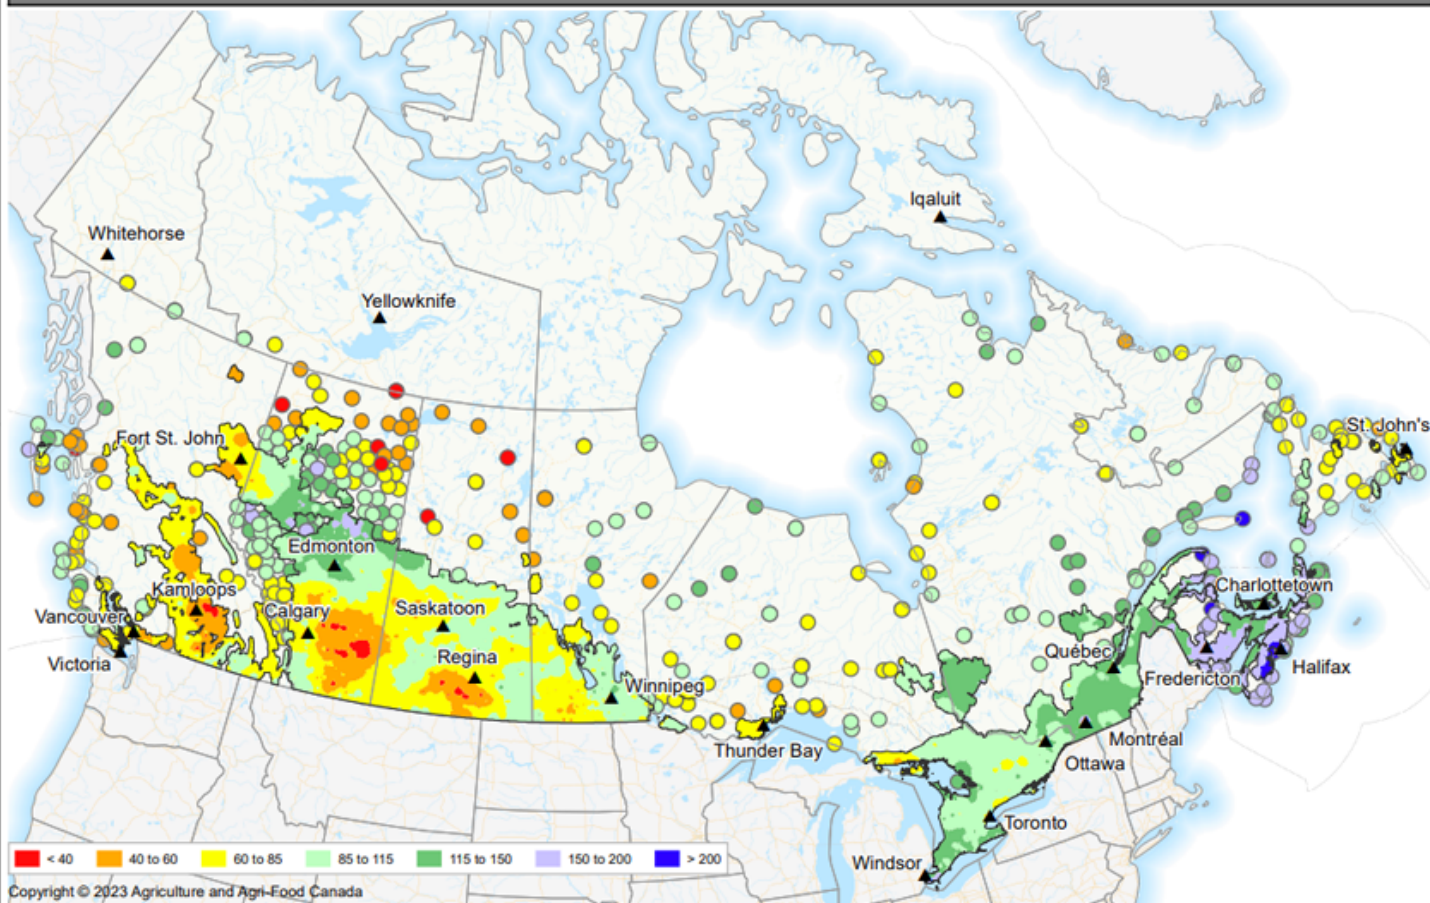 Iqaluit
Whitehorse
Yellowknife
St. John's
Fort St. John
Edmonton
Charlottetown
Kamloops
Calgary
Saskatoon
Vancouver
Québec
Victoria
Regina
Halifax
Fredericton
Winnipeg
Montréal
Thunder Bay
Ottawa
Toronto
Windsor
< 40 40 to 60 60 to 85 85 to 115 115 to 150 150 to 200 > 200
Copyright © 2023 Agriculture and Agri-Food Canada